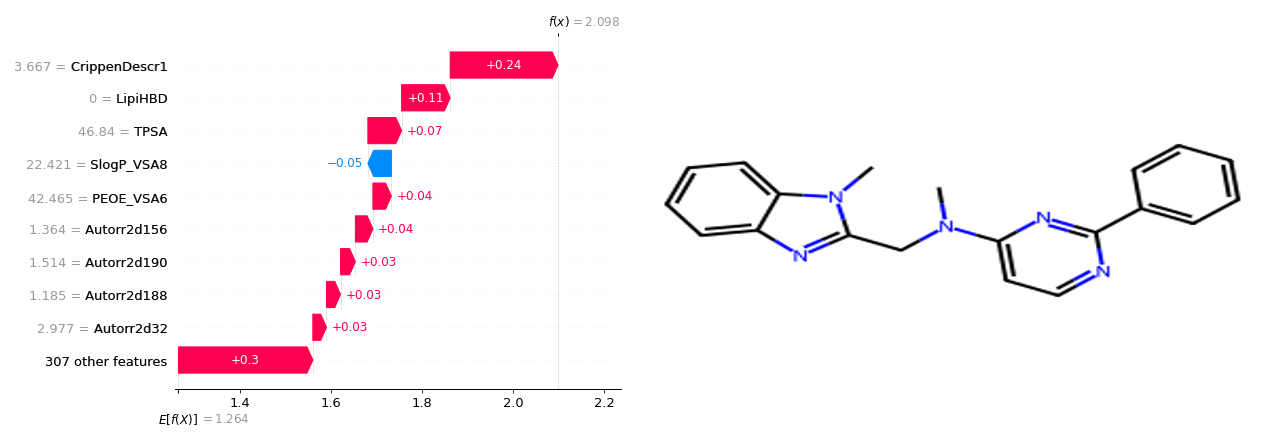 f(x) = 2.098
3.667 = CrippenDescr1 +0.24
0 = LipiHBD +0.11
46.84 = TPSA +0.07
22.421 = SlogP_VSA8 −0.05
42.465 = PEOE_VSA6 +0.04
1.364 = Autorr2d156 +0.04
1.514 = Autorr2d190 +0.03
1.185 = Autorr2d188 +0.03
2.977 = Autorr2d32 +0.03
307 other features +0.3
1.4 1.6 1.8 2.0 2.2
E[f(X)] = 1.264
N
N
N
N
N